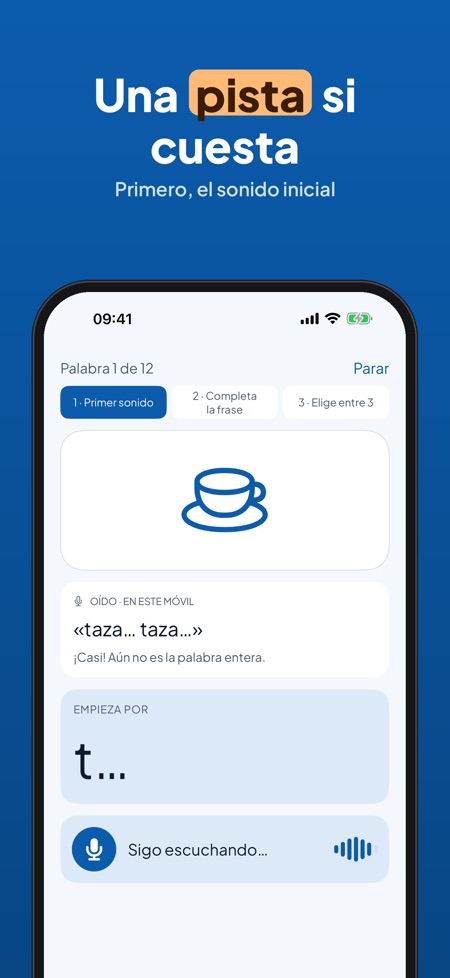 Una pista si
cuesta
Primero, el sonido inicial
09:41
Palabra 1 de 12
Parar
1 · Primer sonido
2 · Completa
la frase
3 · Elige entre 3
OÍDO · EN ESTE MÓVIL
«taza... taza...»
¡Casi! Aún no es la palabra entera.
EMPIEZA POR
t...
Sigo escuchando...